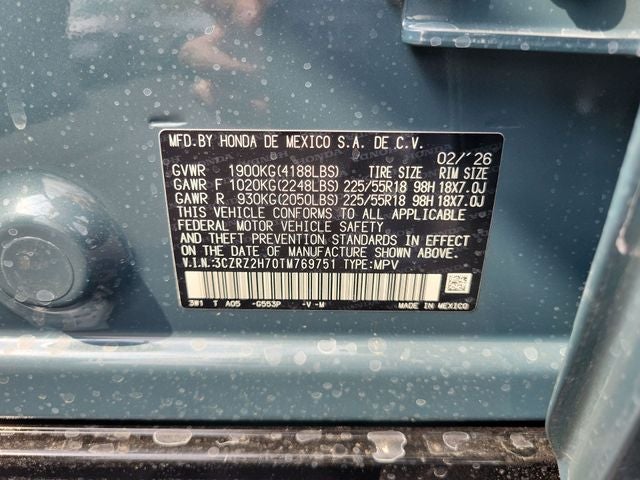 MFD.BY HONDA DE MEXICO S.A. DE C.V.
02/'26
GVWR 1900KG(4188LBS) TIRE SIZE RIM SIZE
GAWR F 1020KG(2248LBS) 225/55R18 98H 18X7.0J
GAWR R 930KG(2050LBS) 225/55R18 98H 18X7.0J
THIS VEHICLE CONFORMS TO ALL APPLICABLE
FEDERAL MOTOR VEHICLE SAFETY
AND THEFT PREVENTION STANDARDS IN EFFECT
ON THE DATE OF MANUFACTURE SHOWN ABOVE.
V.I.N:3CZRZ2H70TM769751 TYPE:MPV
3W1 T A05 -G553P -V -M MADE IN MEXICO